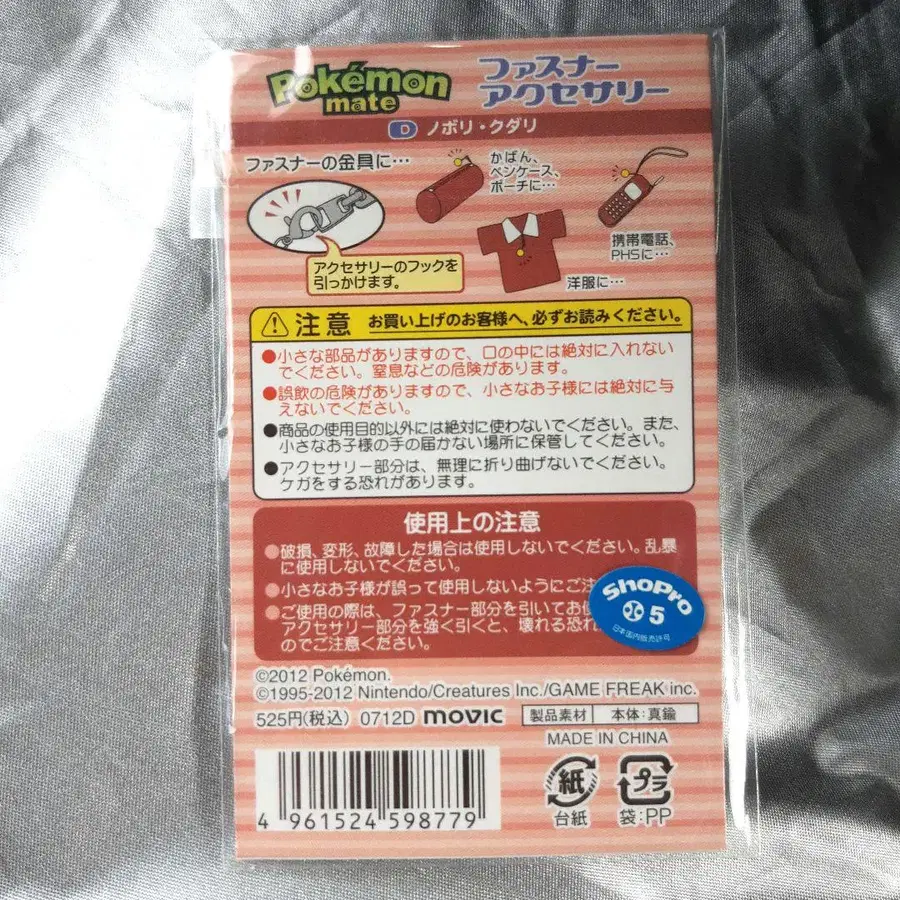 Pokémon
mate
ファスナー
アクセサリー
D ノボリ・クダリ
ファスナーの金具に…
かばん、
ペンケース、
ポーチに…
携帯電話、
PHSに…
洋服に…
アクセサリーのフックを
引っかけます。
注意 お買い上げのお客様へ、必ずお読みください。
●小さな部品がありますので、口の中には絶対に入れない
でください。窒息などの危険があります。
●誤飲の危険がありますので、小さなお子様には絶対に与
えないでください。
●商品の使用目的以外には絶対に使わないでください。また、
小さなお子様の手の届かない場所に保管してください。
●アクセサリー部分は、無理に折り曲げないでください。
ケガをする恐れがあります。
使用上の注意
●破損、変形、故障した場合は使用しないでください。乱暴
に使用しないでください。
●小さなお子様が誤って使用しないようにご注
●ご使用の際は、ファスナー部分を引いてお使
アクセサリー部分を強く引くと、壊れる恐れ
のでご注意ください。
ShoPro
5
日本国内販売許可
©2012 Pokémon.
©1995-2012 Nintendo/Creatures Inc./GAME FREAK inc.
525円(税込) 0712D movic 製品素材 本体:真鍮
MADE IN CHINA
4 961524 598779
紙
台紙
プラ
袋:PP